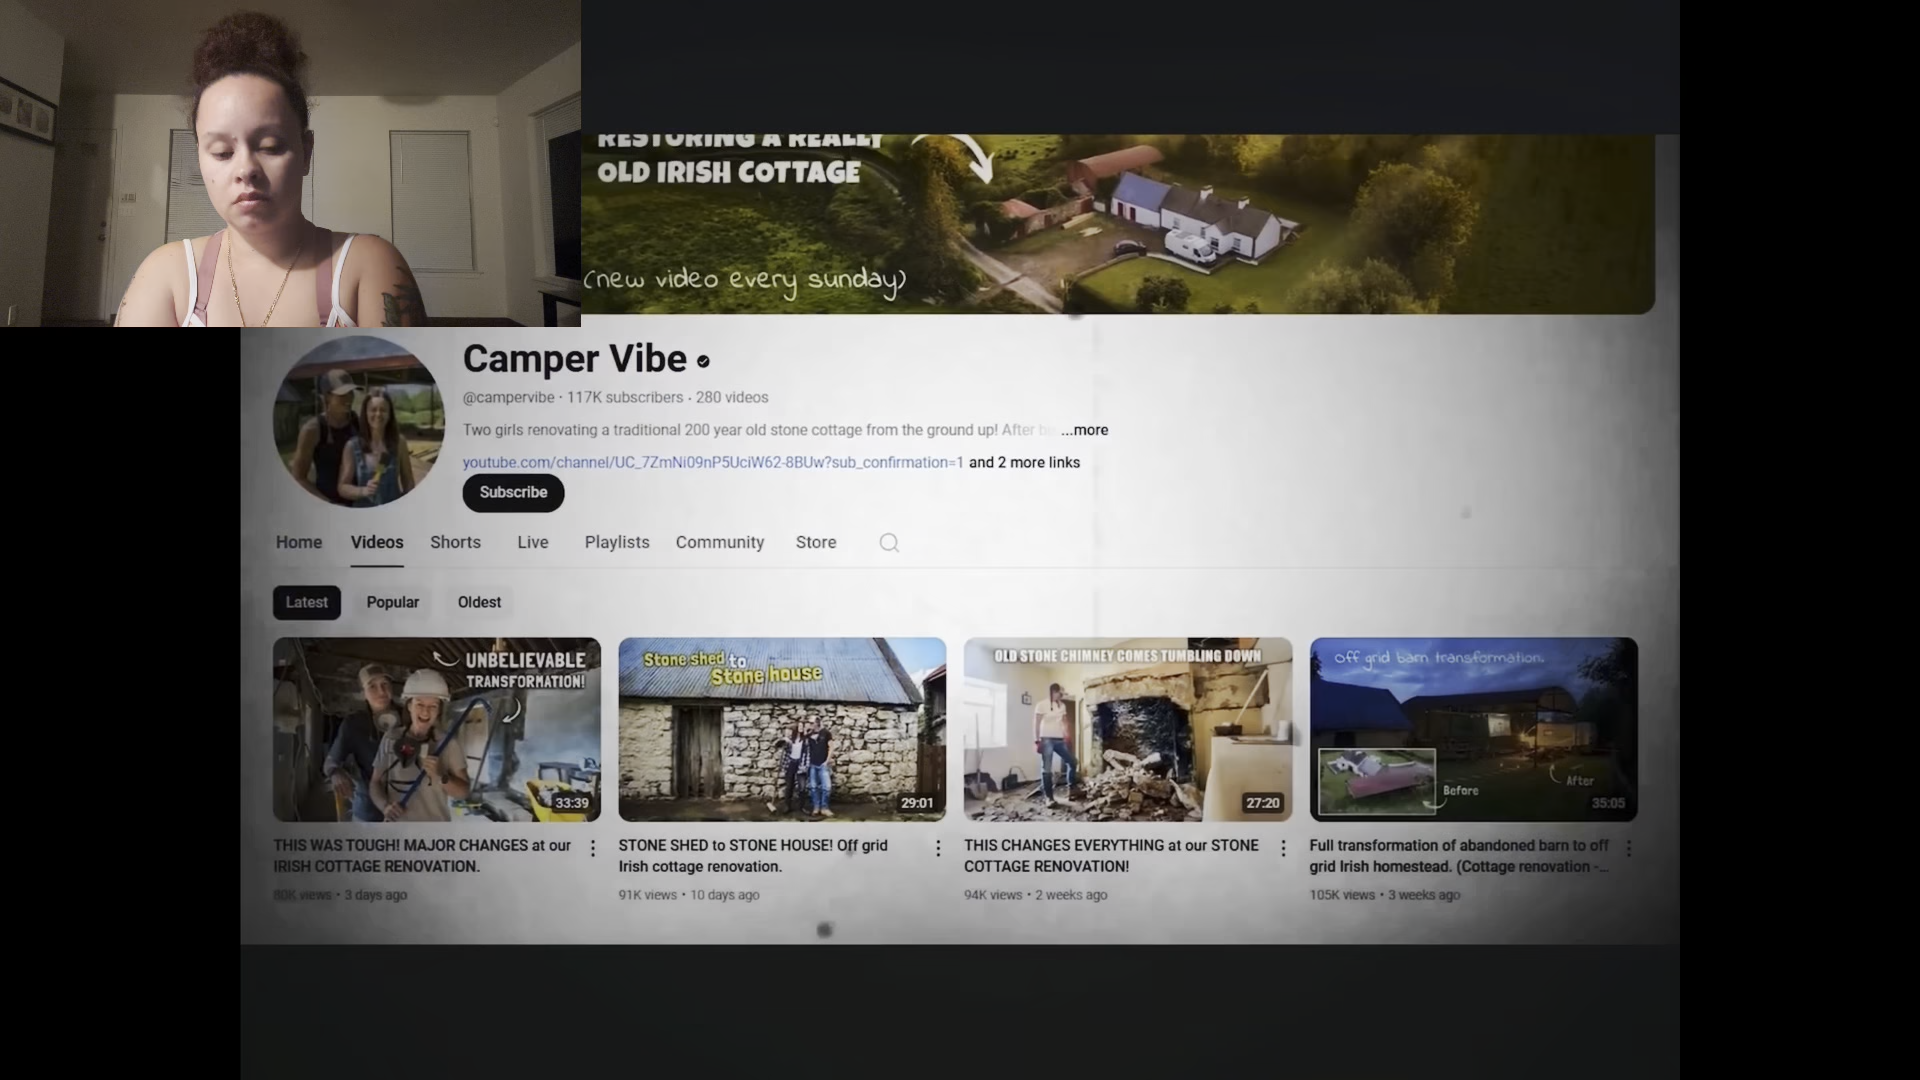 RESTORING A REALLY
OLD IRISH COTTAGE
(new video every sunday)
Camper Vibe
@campervibe · 117K subscribers · 280 videos
Two girls renovating a traditional 200 year old stone cottage from the ground up! After ...more
youtube.com/channel/UC_7ZmNi09nP5UciW62-8BUw?sub_confirmation=1 and 2 more links
Subscribe
Home Videos Shorts Live Playlists Community Store
Latest Popular Oldest
UNBELIEVABLE
TRANSFORMATION!
33:39
Stone shed to
Stone house
29:01
OLD STONE CHIMNEY COMES TUMBLING DOWN
27:20
Off grid barn transformation.
Before
After
35:05
THIS WAS TOUGH! MAJOR CHANGES at our
IRISH COTTAGE RENOVATION.
80K views · 3 days ago
STONE SHED to STONE HOUSE! Off grid
Irish cottage renovation.
91K views · 10 days ago
THIS CHANGES EVERYTHING at our STONE
COTTAGE RENOVATION!
94K views · 2 weeks ago
Full transformation of abandoned barn to off
grid Irish homestead. (Cottage renovation -...
105K views · 3 weeks ago